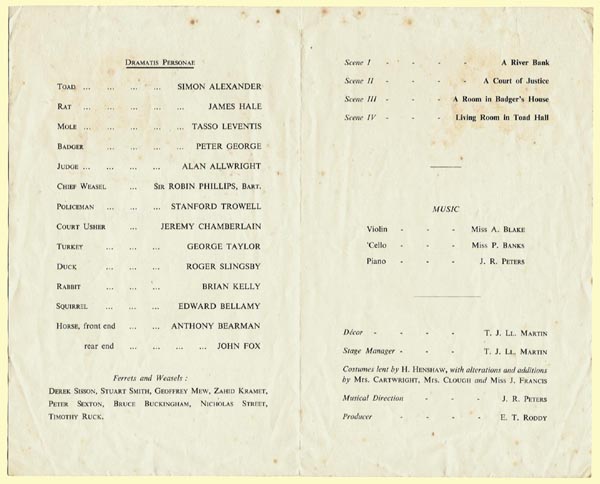 DRAMATIS PERSONAE
TOAD ... ... ... ... SIMON ALEXANDER
RAT ... ... ... ... ... JAMES HALE
MOLE ... ... ... ... TASSO LEVENTIS
BADGER ... ... ... PETER GEORGE
JUDGE ... ... ... ... ALAN ALLWRIGHT
CHIEF WEASEL ... SIR ROBIN PHILLIPS, BART.
POLICEMAN ... ... STANFORD TROWELL
COURT USHER ... JEREMY CHAMBERLAIN
TURKEY ... ... ... GEORGE TAYLOR
DUCK ... ... ... ROGER SLINGSBY
RABBIT ... ... ... BRIAN KELLY
SQUIRREL ... ... EDWARD BELLAMY
HORSE, front end ... ... ANTHONY BEARMAN
rear end ... ... ... ... JOHN FOX
Ferrets and Weasels :
DEREK SISSON, STUART SMITH, GEOFFREY MEW, ZAHID KRAMET,
PETER SEXTON, BRUCE BUCKINGHAM, NICHOLAS STREET,
TIMOTHY RUCK.
Scene I - - - - A River Bank
Scene II - - - A Court of Justice
Scene III - - - A Room in Badger's House
Scene IV - - - Living Room in Toad Hall
MUSIC
Violin - - - Miss A. BLAKE
'Cello - - - Miss P. BANKS
Piano - - - J. R. PETERS
Décor - - - - T. J. LL. MARTIN
Stage Manager - - - T. J. LL. MARTIN
Costumes lent by H. HENSHAW, with alterations and additions
by MRS. CARTWRIGHT, MRS. CLOUGH and MISS J. FRANCIS
Musical Direction - - - J. R. PETERS
Producer - - - - E. T. RODDY